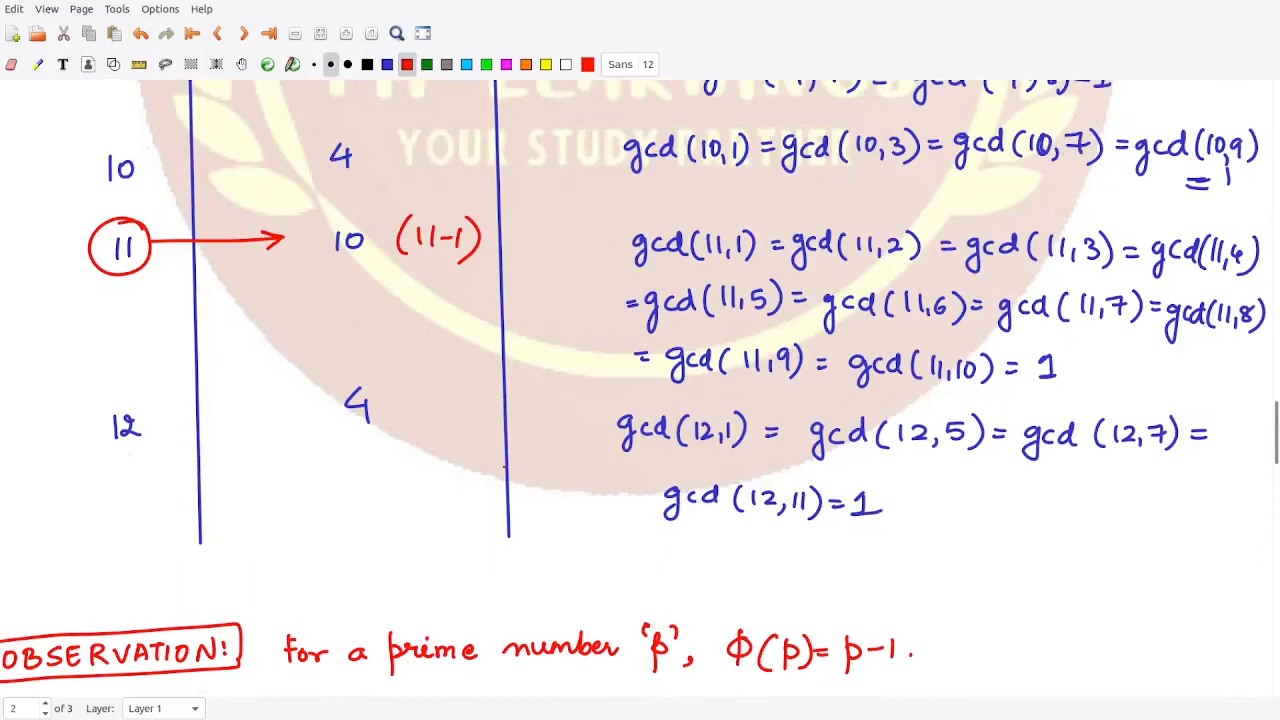 Edit View Page Tools Options Help
Sans 12
YOUR STUDY PARTNER
10 4 gcd(10,1) = gcd(10,3) = gcd(10,7) = gcd(10,9)
= 1
11 10 (11-1) gcd(11,1) = gcd(11,2) = gcd(11,3) = gcd(11,4)
= gcd(11,5) = gcd(11,6) = gcd(11,7) = gcd(11,8)
= gcd(11,9) = gcd(11,10) = 1
12 4 gcd(12,1) = gcd(12,5) = gcd(12,7) =
gcd(12,11) = 1
OBSERVATION! For a prime number 'p', Φ(p) = p-1.
2 of 3 Layer: Layer 1